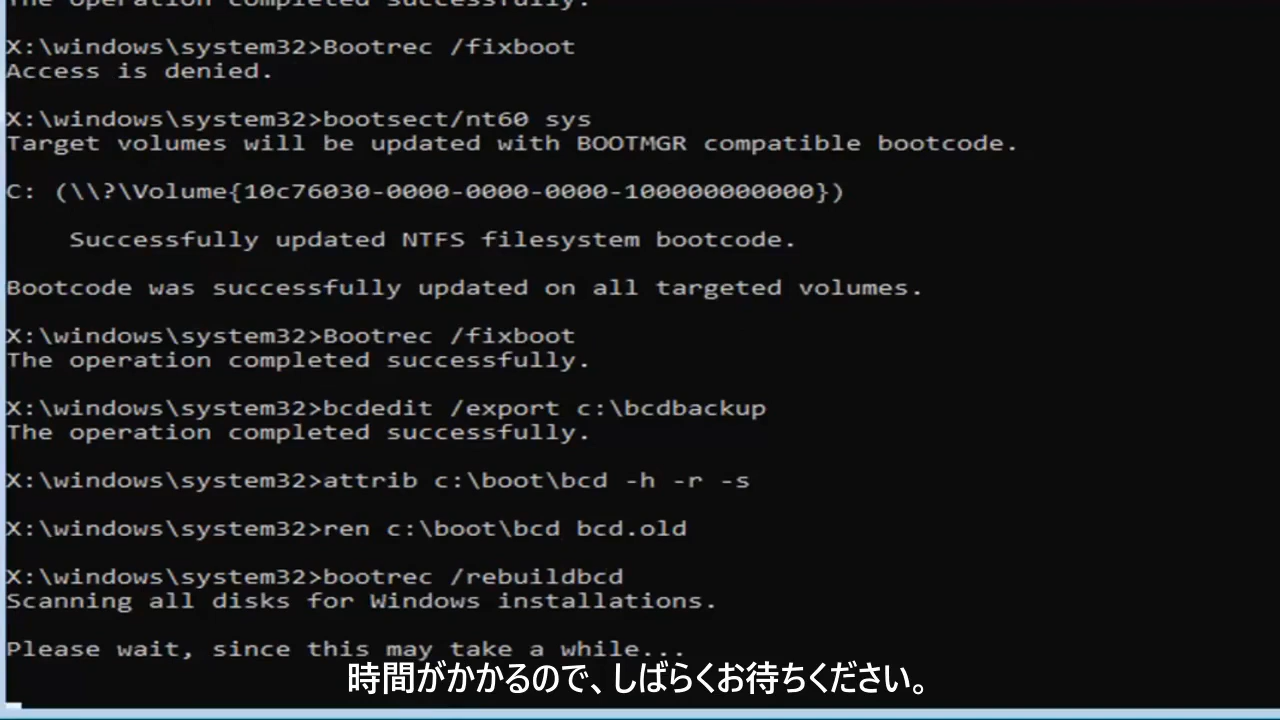 The operation completed successfully.
X:\windows\system32>Bootrec /fixboot
Access is denied.
X:\windows\system32>bootsect/nt60 sys
Target volumes will be updated with BOOTMGR compatible bootcode.
C: (\\?\Volume{10c76030-0000-0000-0000-100000000000})
Successfully updated NTFS filesystem bootcode.
Bootcode was successfully updated on all targeted volumes.
X:\windows\system32>Bootrec /fixboot
The operation completed successfully.
X:\windows\system32>bcdedit /export c:\bcdbackup
The operation completed successfully.
X:\windows\system32>attrib c:\boot\bcd -h -r -s
X:\windows\system32>ren c:\boot\bcd bcd.old
X:\windows\system32>bootrec /rebuildbcd
Scanning all disks for Windows installations.
Please wait, since this may take a while...
時間がかかるので、しばらくお待ちください。